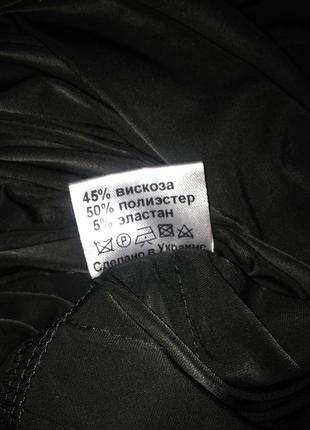 45% вискоза
50% полиэстер
5% эластан
P
Сделано в Украине